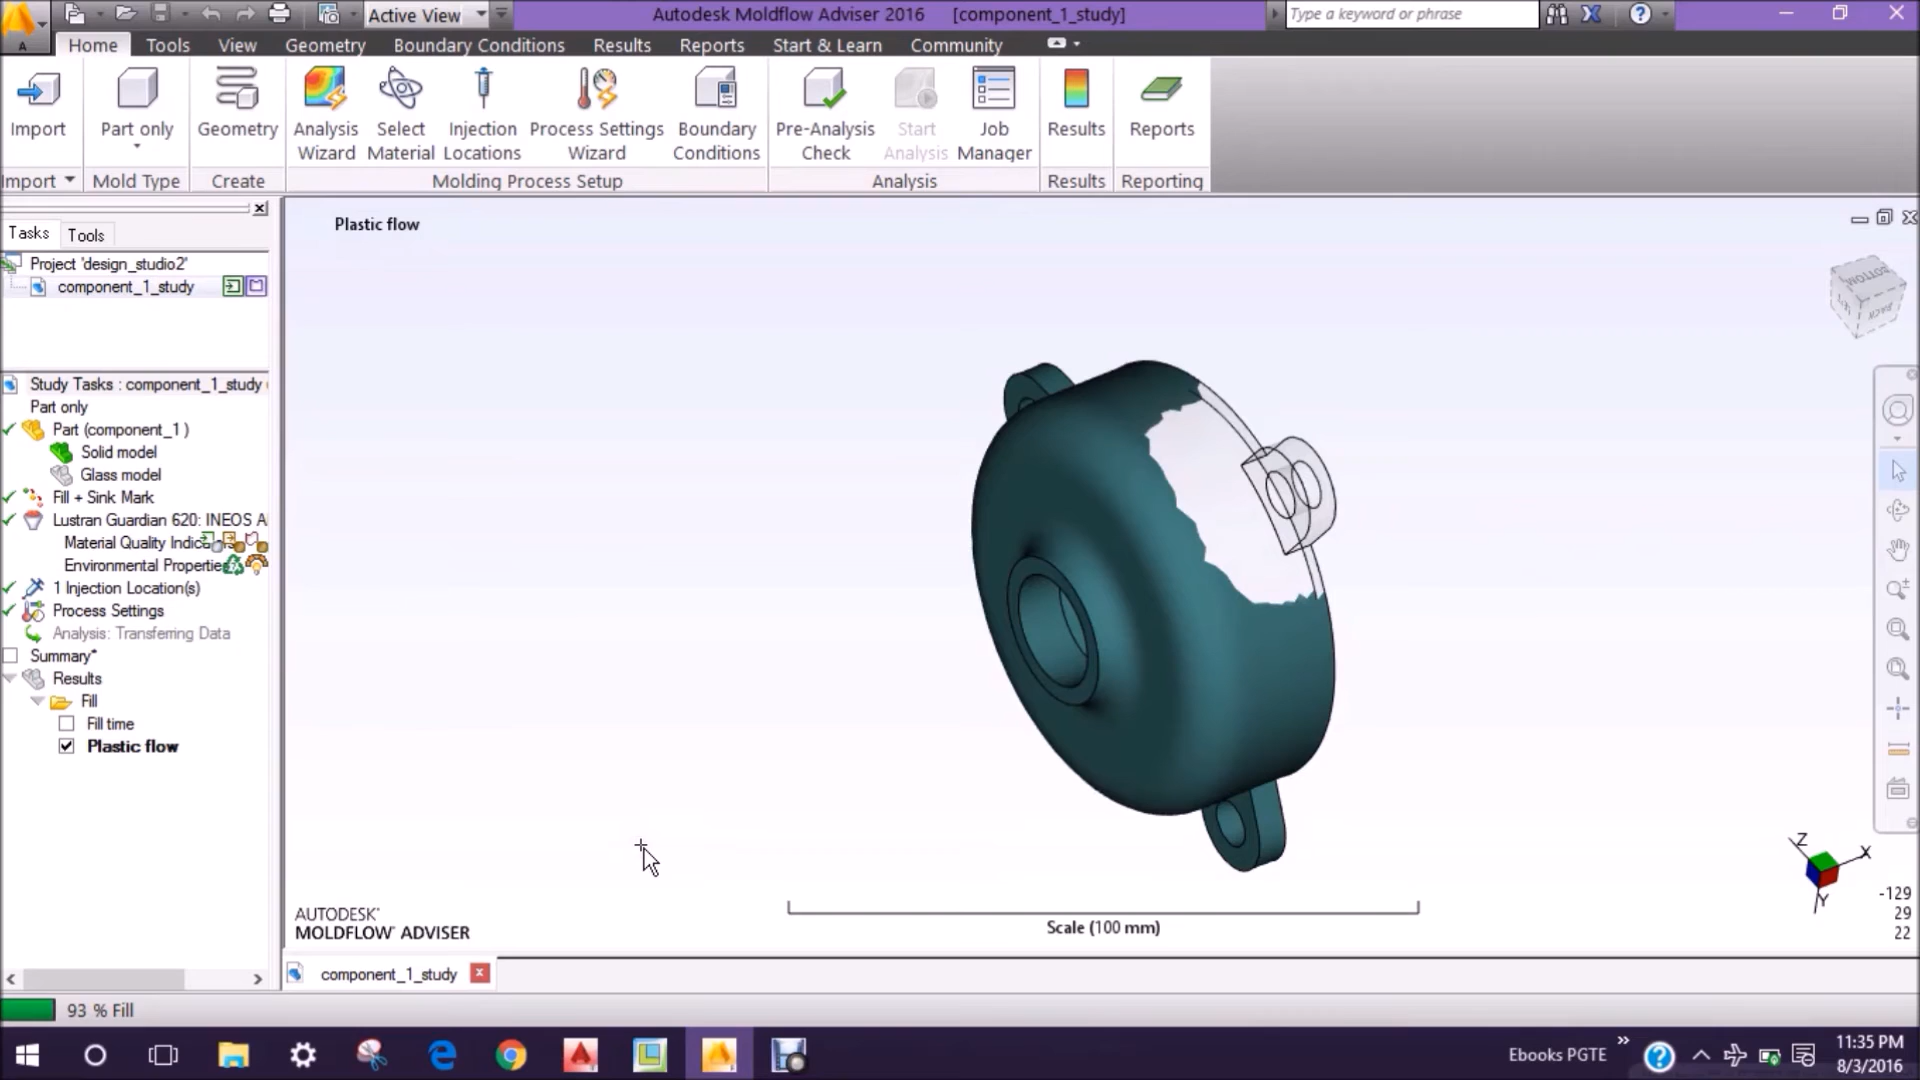 Active View
Autodesk Moldflow Adviser 2016 [component_1_study]
Type a keyword or phrase
A
Home Tools View Geometry Boundary Conditions Results Reports Start & Learn Community
Import
Part only
Geometry
Analysis Wizard
Select Material
Injection Locations
Process Settings Wizard
Boundary Conditions
Pre-Analysis Check
Start Analysis
Job Manager
Results
Reports
Import Mold Type Create Molding Process Setup Analysis Results Reporting
Tasks Tools
Project 'design_studio2'
component_1_study
Study Tasks : component_1_study (
Part only
Part (component_1 )
Solid model
Glass model
Fill + Sink Mark
Lustran Guardian 620: INEOS A
Material Quality Indic
Environmental Propertie
1 Injection Location(s)
Process Settings
Analysis: Transferring Data
Summary*
Results
Fill
Fill time
Plastic flow
Plastic flow
BOTTOM
Z
X
Y
-129
29
22
AUTODESK
MOLDFLOW ADVISER
Scale (100 mm)
component_1_study
93 % Fill
Ebooks PGTE
11:35 PM
8/3/2016